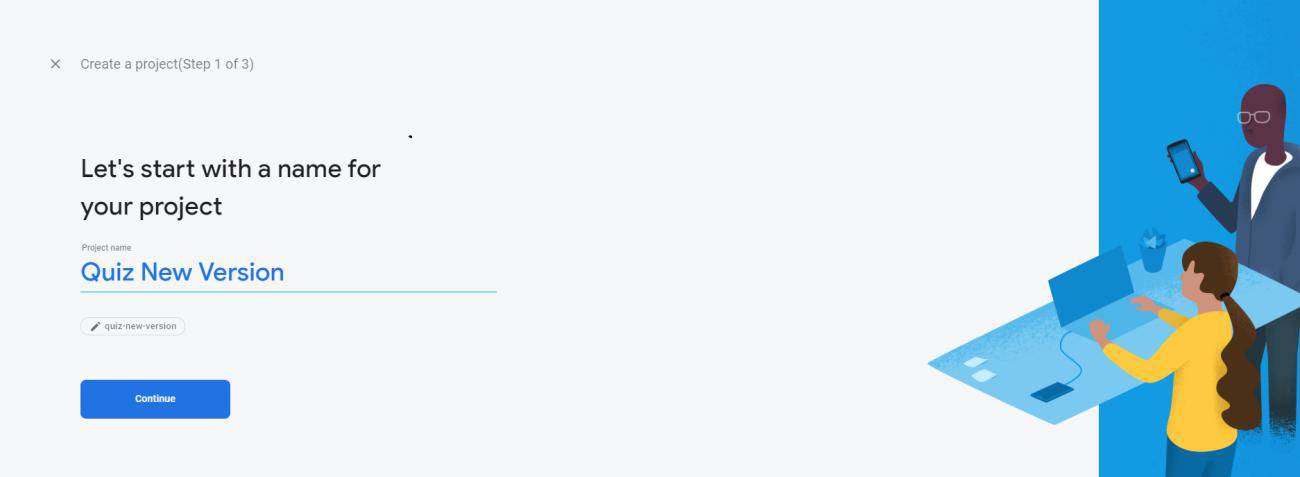 Create a project(Step 1 of 3)
Let's start with a name for
your project
Project name
Quiz New Version
quiz-new-version
Continue